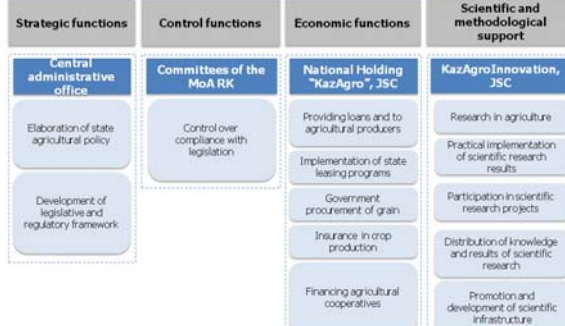 Strategic functions
Central
administrative
office
Elaboration of state
agricultural policy
Development of
legislative and
regulatory framework
Control functions
Committees of the
MoA RK
Control over
compliance with
legislation
Economic functions
National Holding
"KazAgro", JSC
Providing loans and to
agricultural producers
Implementation of state
leasing programs
Government
procurement of grain
Insurance in crop
production
Financing agricultural
cooperatives
Scientific and
methodological
support
KazAgroInnovation,
JSC
Research in agriculture
Practical implementation
of scientific research
results
Participation in scientific
research projects
Distribution of knowledge
and results of scientific
research
Promotion and
development of scientific
infrastructure